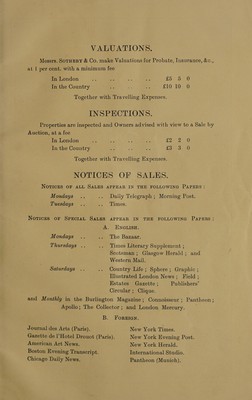 VALUATIONS.
Messrs. SOTHEBY & Co. make Valuations for Probate, Insurance, &c.,
at 1 per cent. with a minimum fee
In London .. .. .. .. £5 5 0
In the Country .. .. £10 10 0
Together with Travelling Expenses.
INSPECTIONS.
Properties are inspected and Owners advised with view to a Sale by
Auction, at a fee
In London .. .. .. .. £2 2 0
In the Country .. .. £3 3 0
Together with Travelling Expenses.
NOTICES OF SALES.
NOTICES OF ALL SALES APPEAR IN THE FOLLOWING PAPERS :
Mondays .. .. Daily Telegraph ; Morning Post.
Tuesdays .. .. Times.
NOTICES OF SPECIAL SALES APPEAR IN THE FOLLOWING PAPERS :
A. ENGLISH.
Mondays .. .. The Bazaar.
Thursdays .. .. Times Literary Supplement ;
Scotsman ; Glasgow Herald ; and
Western Mail.
Saturdays .. .. Country Life ; Sphere ; Graphic ;
Illustrated London News ; Field ;
Estates Gazette ; Publishers'
Circular ; Clique.
and Monthly in the Burlington Magazine ; Connoisseur ; Pantheon ;
Apollo ; The Collector ; and London Mercury.
B. FOREIGN.
Journal des Arts (Paris). New York Times.
Gazette de l'Hotel Drouot (Paris). New York Evening Post.
American Art News. New York Herald.
Boston Evening Transcript. International Studio.
Chicago Daily News. Pantheon (Munich).